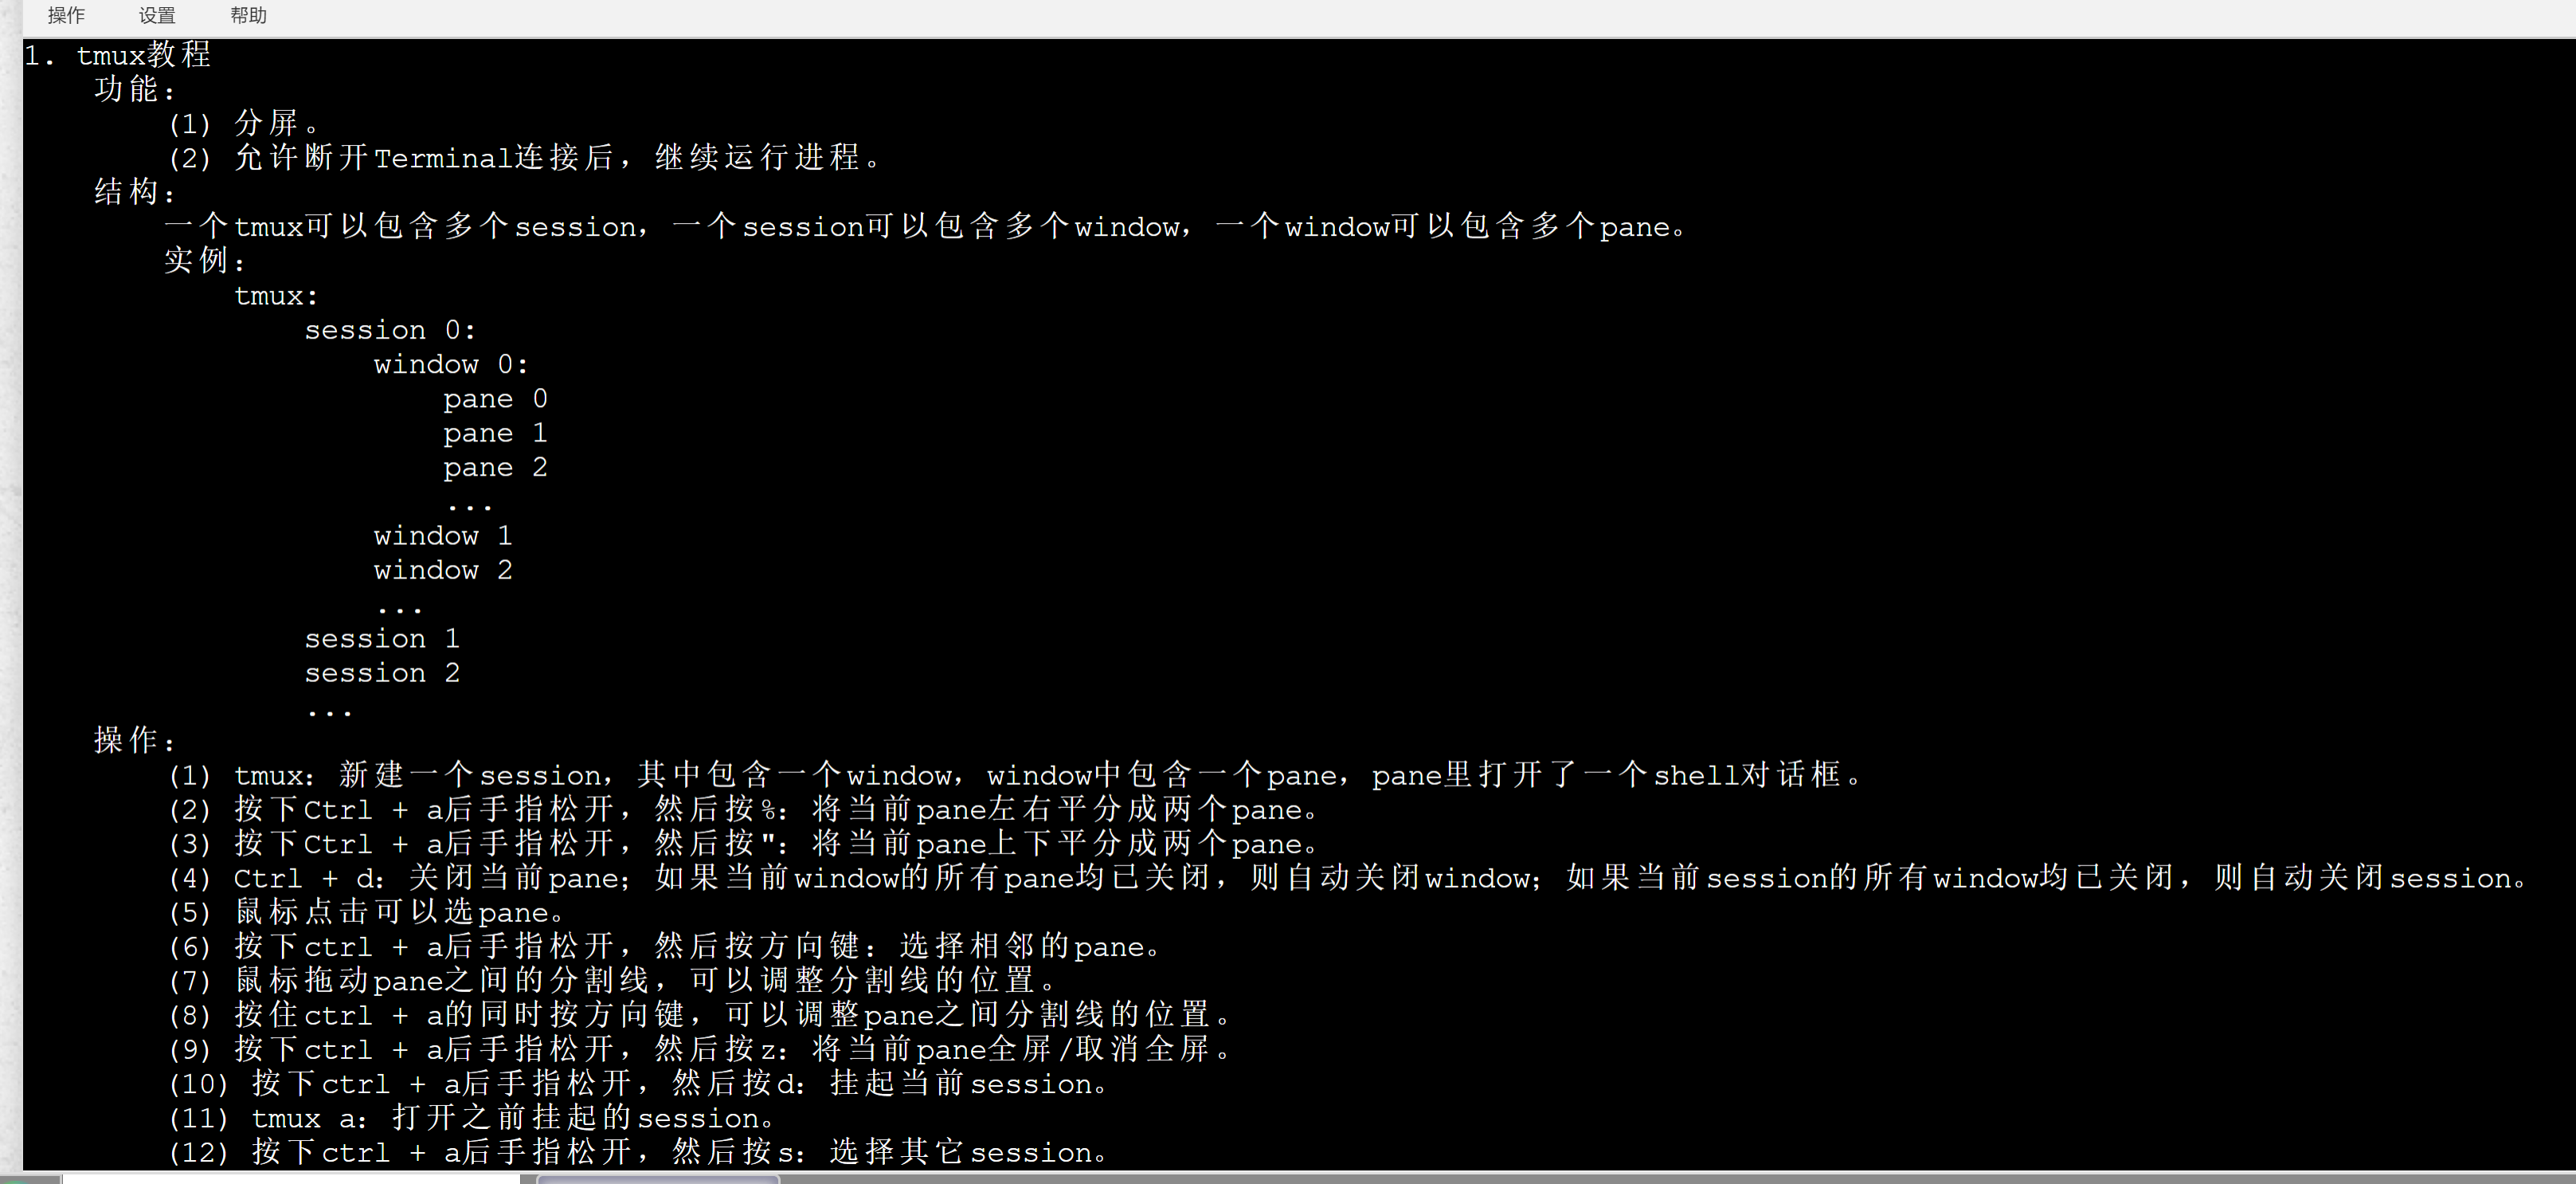 操作 设置 帮助
1. tmux教程
功能：
(1) 分屏。
(2) 允许断开Terminal连接后，继续运行进程。
结构：
一个tmux可以包含多个session，一个session可以包含多个window，一个window可以包含多个pane。
实例：
tmux:
session 0:
window 0:
pane 0
pane 1
pane 2
...
window 1
window 2
...
session 1
session 2
...
操作：
(1) tmux：新建一个session，其中包含一个window，window中包含一个pane，pane里打开了一个shell对话框。
(2) 按下Ctrl + a后手指松开，然后按%：将当前pane左右平分成两个pane。
(3) 按下Ctrl + a后手指松开，然后按"：将当前pane上下平分成两个pane。
(4) Ctrl + d：关闭当前pane；如果当前window的所有pane均已关闭，则自动关闭window；如果当前session的所有window均已关闭，则自动关闭session。
(5) 鼠标点击可以选pane。
(6) 按下ctrl + a后手指松开，然后按方向键：选择相邻的pane。
(7) 鼠标拖动pane之间的分割线，可以调整分割线的位置。
(8) 按住ctrl + a的同时按方向键，可以调整pane之间分割线的位置。
(9) 按下ctrl + a后手指松开，然后按z：将当前pane全屏/取消全屏。
(10) 按下ctrl + a后手指松开，然后按d：挂起当前session。
(11) tmux a：打开之前挂起的session。
(12) 按下ctrl + a后手指松开，然后按s：选择其它session。